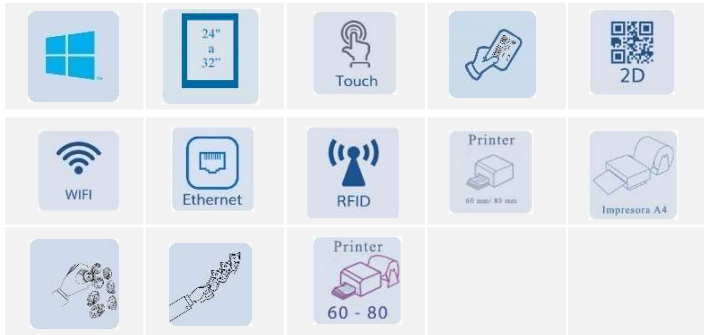 24"
a
32"
Touch
2D
WIFI
Ethernet
RFID
Printer
60 mm/ 80 mm
Impresora A4
Printer
60 - 80